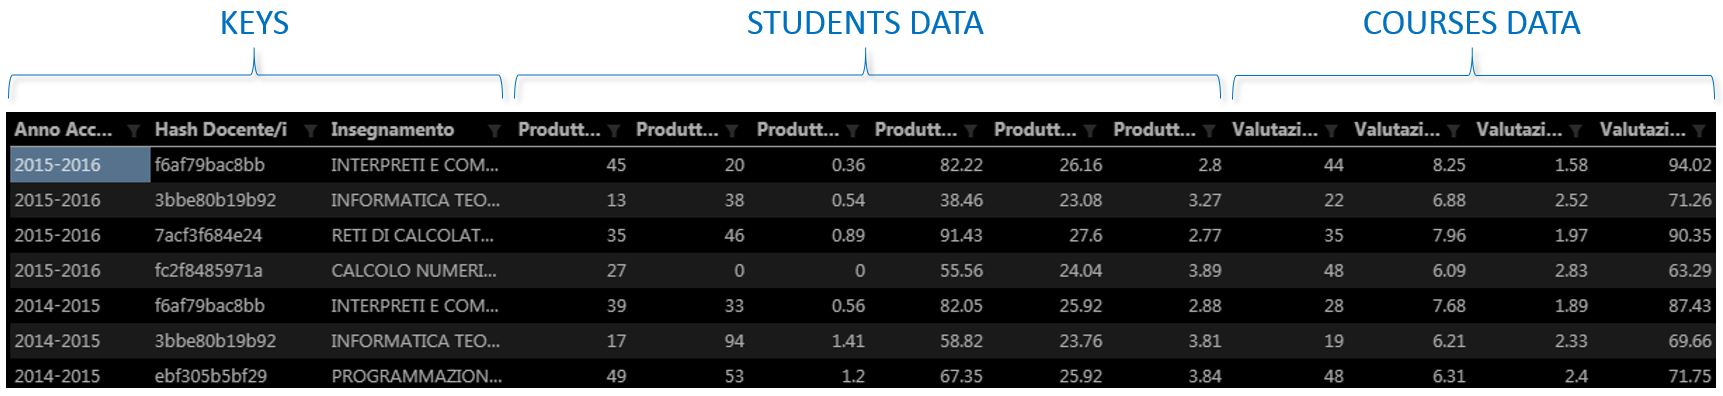 KEYS STUDENTS DATA COURSES DATA
Anno Acc... Hash Docente/i Insegnamento Produtt... Produtt... Produtt... Produtt... Produtt... Produtt... Valutazi... Valutazi... Valutazi... Valutazi...
2015-2016 f6af79bac8bb INTERPRETI E COM... 45 20 0.36 82.22 26.16 2.8 44 8.25 1.58 94.02
2015-2016 3bbe80b19b92 INFORMATICA TEO... 13 38 0.54 38.46 23.08 3.27 22 6.88 2.52 71.26
2015-2016 7acf3f684e24 RETI DI CALCOLAT... 35 46 0.89 91.43 27.6 2.77 35 7.96 1.97 90.35
2015-2016 fc2f8485971a CALCOLO NUMERI... 27 0 0 55.56 24.04 3.89 48 6.09 2.83 63.29
2014-2015 f6af79bac8bb INTERPRETI E COM... 39 33 0.56 82.05 25.92 2.88 28 7.68 1.89 87.43
2014-2015 3bbe80b19b92 INFORMATICA TEO... 17 94 1.41 58.82 23.76 3.81 19 6.21 2.33 69.66
2014-2015 ebf305b5bf29 PROGRAMMAZION... 49 53 1.2 67.35 25.92 3.84 48 6.31 2.4 71.75